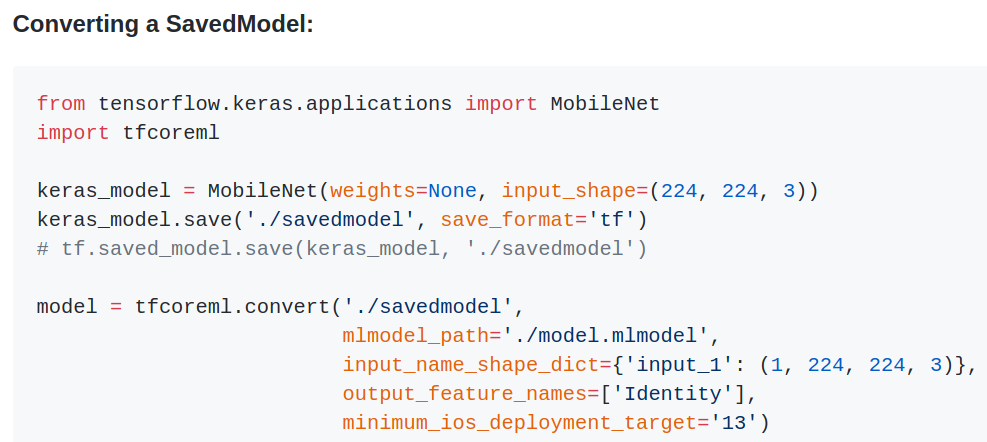 Converting a SavedModel:
from tensorflow.keras.applications import MobileNet
import tfcoreml
keras_model = MobileNet(weights=None, input_shape=(224, 224, 3))
keras_model.save('./savedmodel', save_format='tf')
# tf.saved_model.save(keras_model, './savedmodel')
model = tfcoreml.convert('./savedmodel',
mlmodel_path='./model.mlmodel',
input_name_shape_dict={'input_1': (1, 224, 224, 3)},
output_feature_names=['Identity'],
minimum_ios_deployment_target='13')